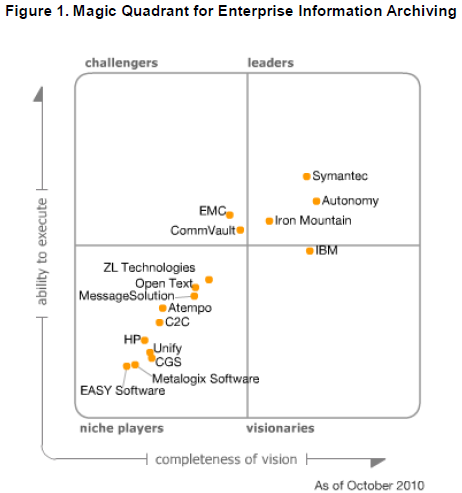 Figure 1. Magic Quadrant for Enterprise Information Archiving
challengers
leaders
ability to execute
Symantec
Autonomy
EMC
Iron Mountain
CommVault
IBM
ZL Technologies
Open Text
MessageSolution
Atempo
C2C
HP
Unify
CGS
Metalogix Software
EASY Software
niche players
visionaries
completeness of vision
As of October 2010